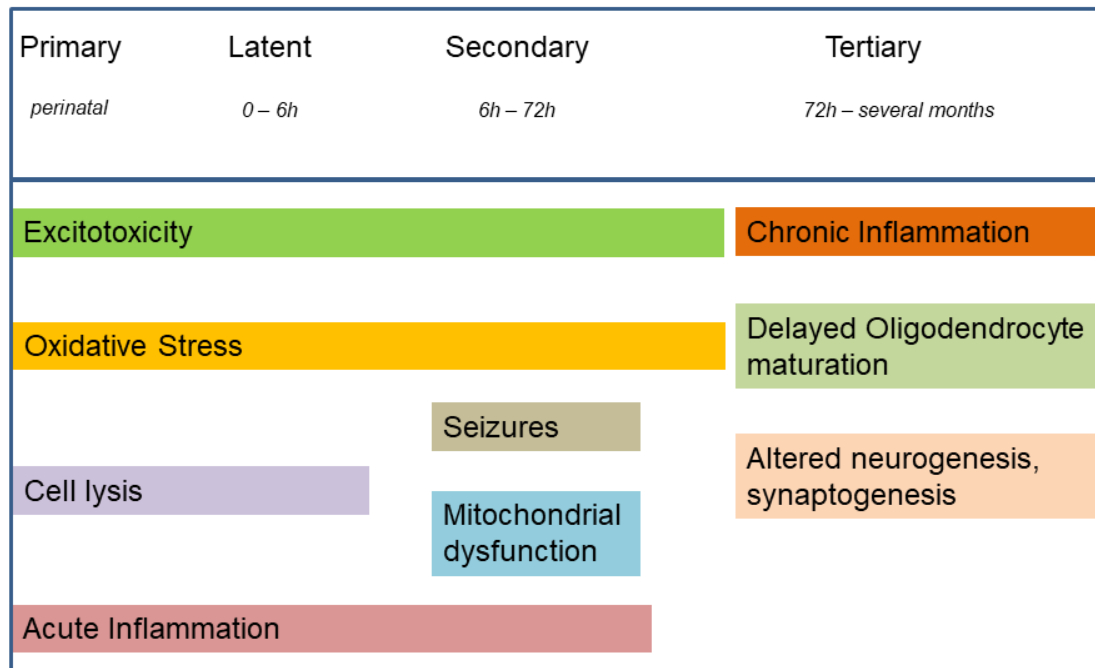 Primary Latent Secondary Tertiary
perinatal 0 – 6h 6h – 72h 72h – several months
Excitotoxicity
Chronic Inflammation
Oxidative Stress
Delayed Oligodendrocyte
maturation
Seizures
Cell lysis
Altered neurogenesis,
synaptogenesis
Mitochondrial
dysfunction
Acute Inflammation